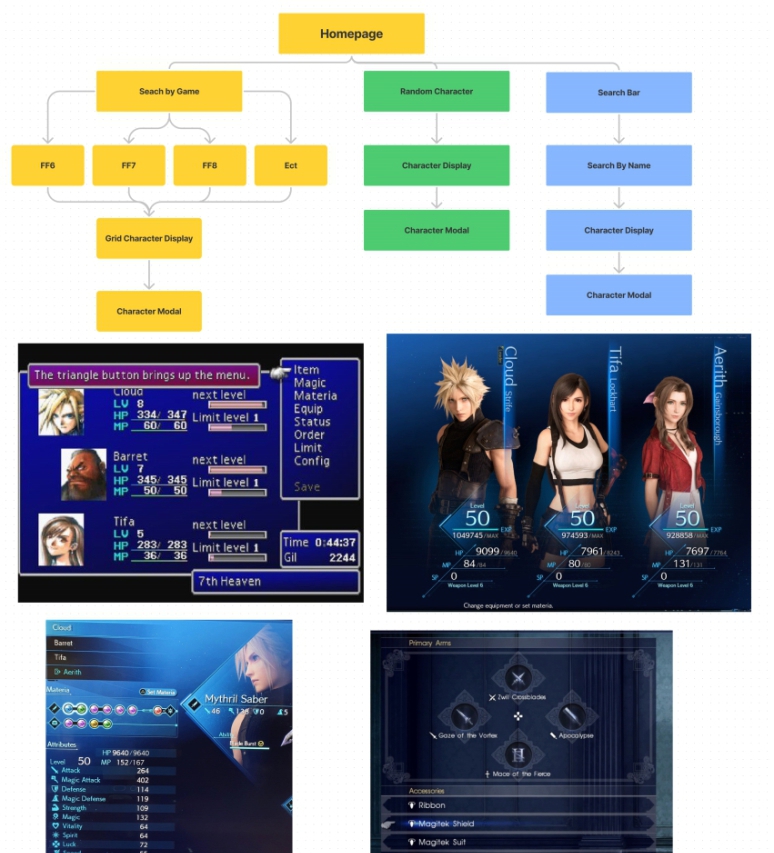 Homepage
Seach by Game
Random Character
Search Bar
FF6
FF7
FF8
Ect
Character Display
Search By Name
Grid Character Display
Character Modal
Character Display
Character Modal
Character Modal
The triangle button brings up the menu.
Cloud
next level
LV 8
HP 334/ 347
Limit level 1
MP 60/ 60
Barret
next level
LV 7
HP 345/ 345
Limit level 1
MP 50/ 50
Tifa
next level
LV 5
HP 283/ 283
Limit level 1
MP 36/ 36
Item
Magic
Materia
Equip
Status
Order
Limit
Config
Save
Time 0:44:37
Gil 2244
7th Heaven
Cloud Strife
Level
50
EXP
1049745/MAX
HP 9099/9640
MP 84/84
SP 0
Weapon Level 6
Tifa Lockhart
Level
50
EXP
974593/MAX
HP 7961/9243
MP 80/80
SP 0
Weapon Level 6
Aerith Gainsborough
Level
50
EXP
928858/MAX
HP 7697/7764
MP 131/131
SP 0
Weapon Level 6
Change equipment or set materia.
Cloud
Barret
Tifa
Aerith
Materia
Set Materia
Mythril Saber
46
138
0
5
Attributes
HP 9640/9640
Level 50 MP 152/167
Attack 264
Magic Attack 402
Defense 114
Magic Defense 119
Strength 109
Magic 132
Vitality 64
Spirit 64
Luck 72
Primary Arms
Zwill Crossblades
Gaze of the Vortex
Apocalypse
Mace of the Fierce
Accessories
Ribbon
Magitek Shield
Magitek Suit